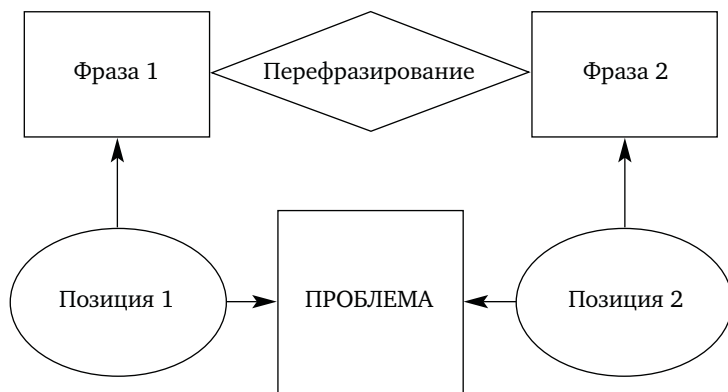 Фраза 1
Перефразирование
Фраза 2
Позиция 1
ПРОБЛЕМА
Позиция 2